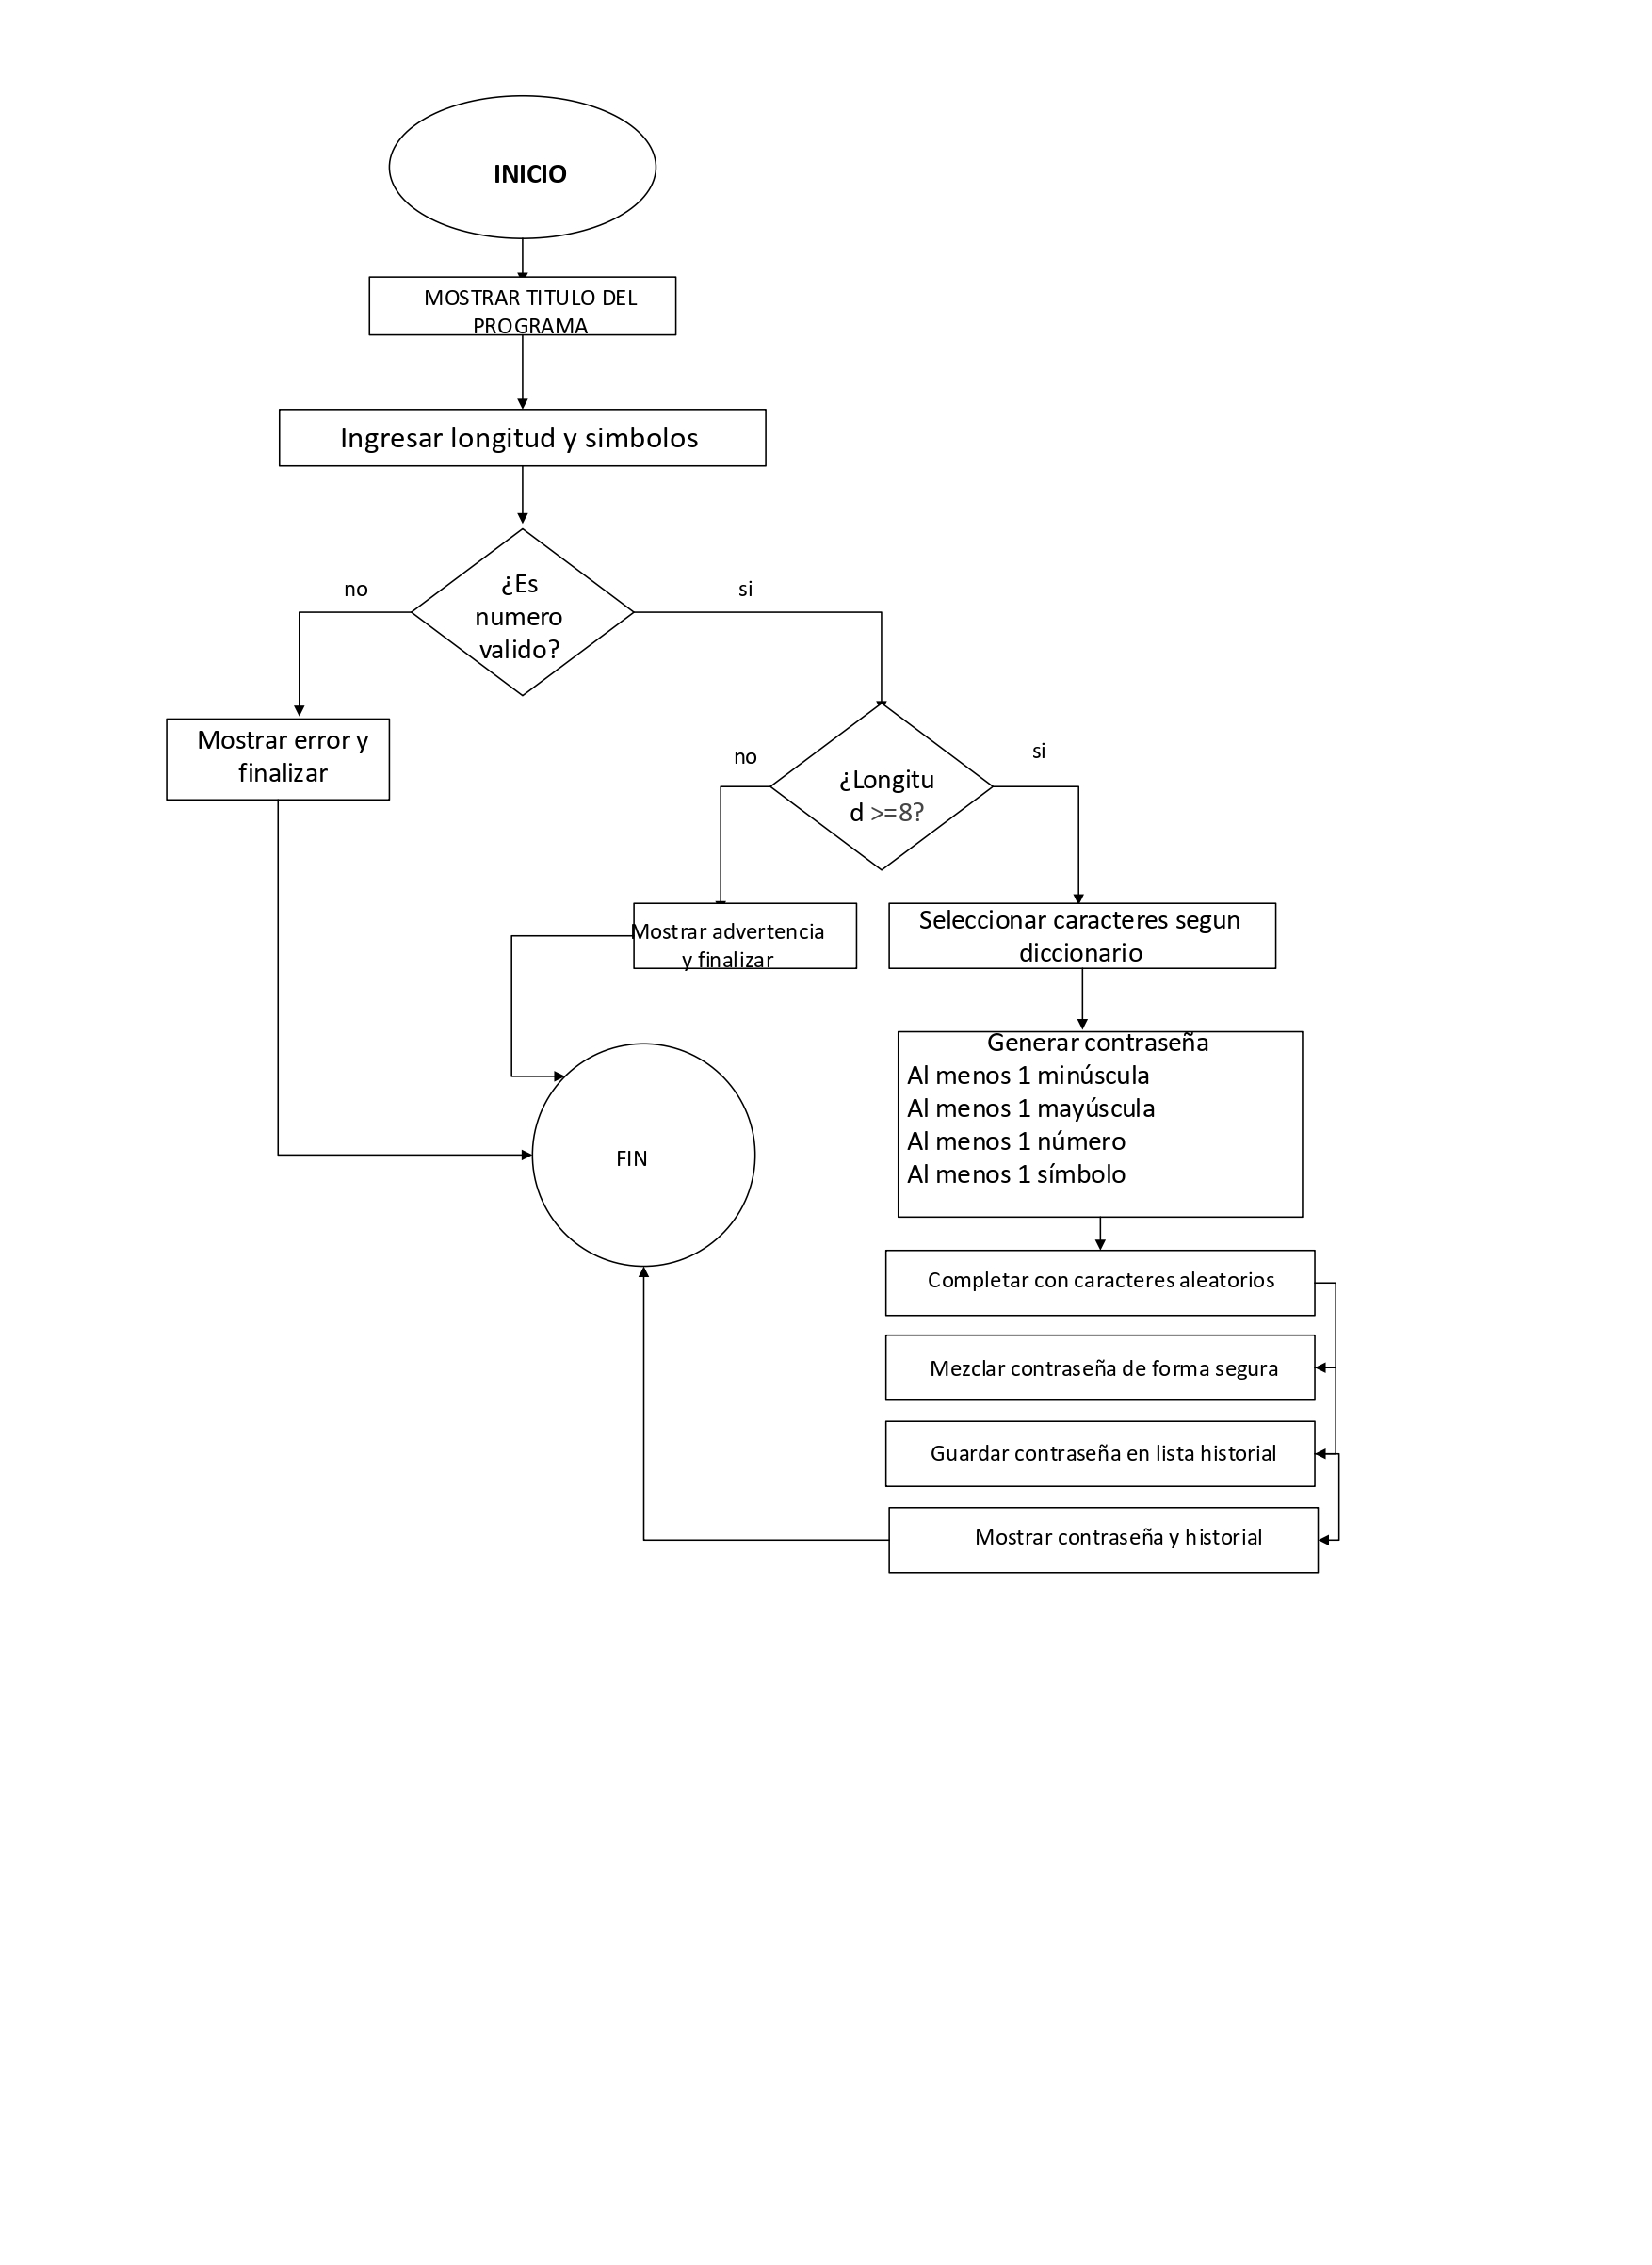 INICIO
MOSTRAR TITULO DEL
PROGRAMA
Ingresar longitud y simbolos
no
¿Es
numero
valido?
si
Mostrar error y
finalizar
no
¿Longitu
d >=8?
si
Mostrar advertencia
y finalizar
Seleccionar caracteres segun
diccionario
Generar contraseña
Al menos 1 minúscula
Al menos 1 mayúscula
Al menos 1 número
Al menos 1 símbolo
FIN
Completar con caracteres aleatorios
Mezclar contraseña de forma segura
Guardar contraseña en lista historial
Mostrar contraseña y historial